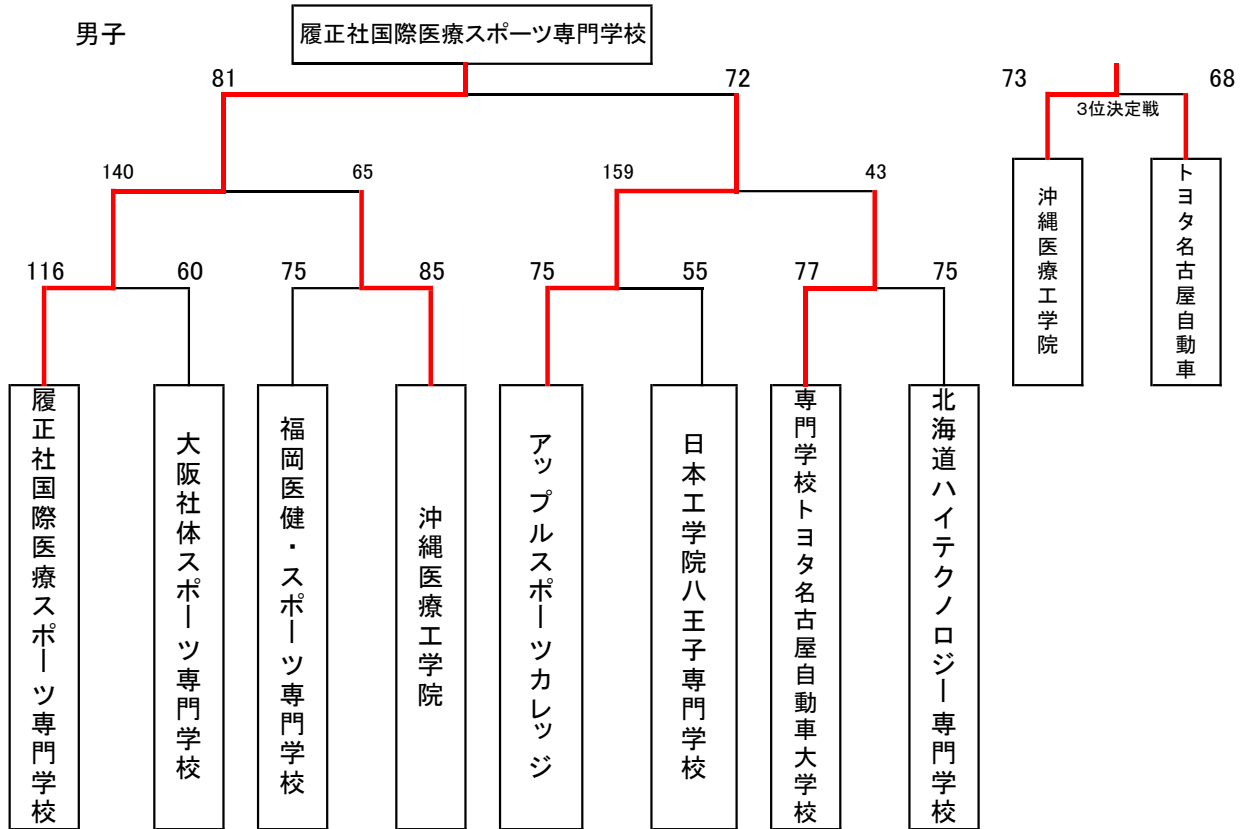 男子
履正社国際医療スポーツ専門学校
81
72
73
68
3位決定戦
140
65
159
43
沖縄医療工学院
トヨタ名古屋自動車
116
60
75
85
75
55
77
75
履正社国際医療スポーツ専門学校
大阪社体スポーツ専門学校
福岡医健・スポーツ専門学校
沖縄医療工学院
アップルスポーツカレッジ
日本工学院八王子専門学校
専門学校トヨタ名古屋自動車大学校
北海道ハイテクノロジー専門学校